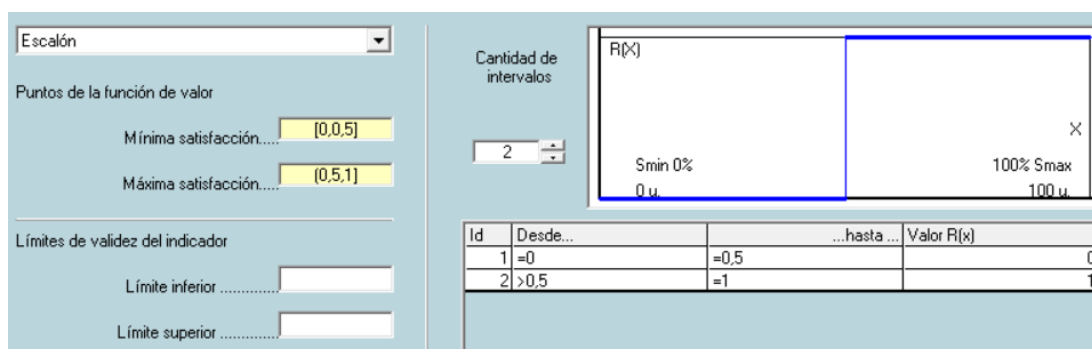 Escalón
Puntos de la función de valor
Mínima satisfacción..... [0,0,5]
Máxima satisfacción..... (0,5,1]
Límites de validez del indicador
Límite inferior ..............
Límite superior ..............
Cantidad de
intervalos
2
R(X)
X
Smin 0% 100% Smax
0 u. 100 u.
Id Desde... ...hasta ... Valor R(x)
1 =0 =0,5 0
2 >0,5 =1 1